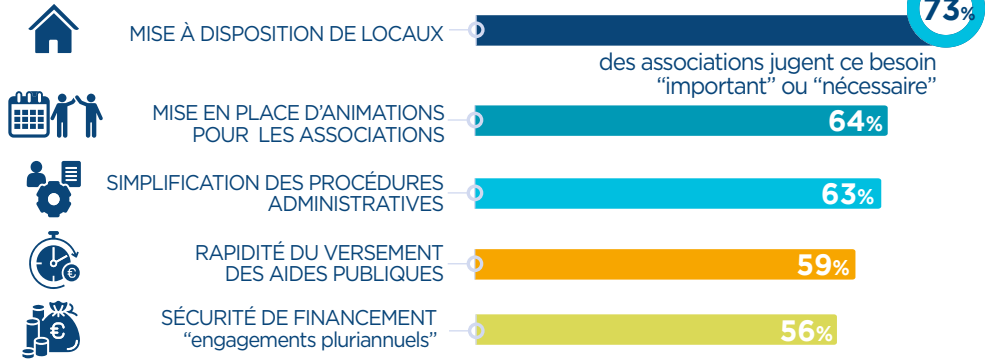 MISE À DISPOSITION DE LOCAUX
73%
des associations jugent ce besoin
“important” ou “nécessaire”
MISE EN PLACE D’ANIMATIONS
POUR LES ASSOCIATIONS
64%
SIMPLIFICATION DES PROCÉDURES
ADMINISTRATIVES
63%
RAPIDITÉ DU VERSEMENT
DES AIDES PUBLIQUES
59%
€
SÉCURITÉ DE FINANCEMENT
“engagements pluriannuels”
56%
€